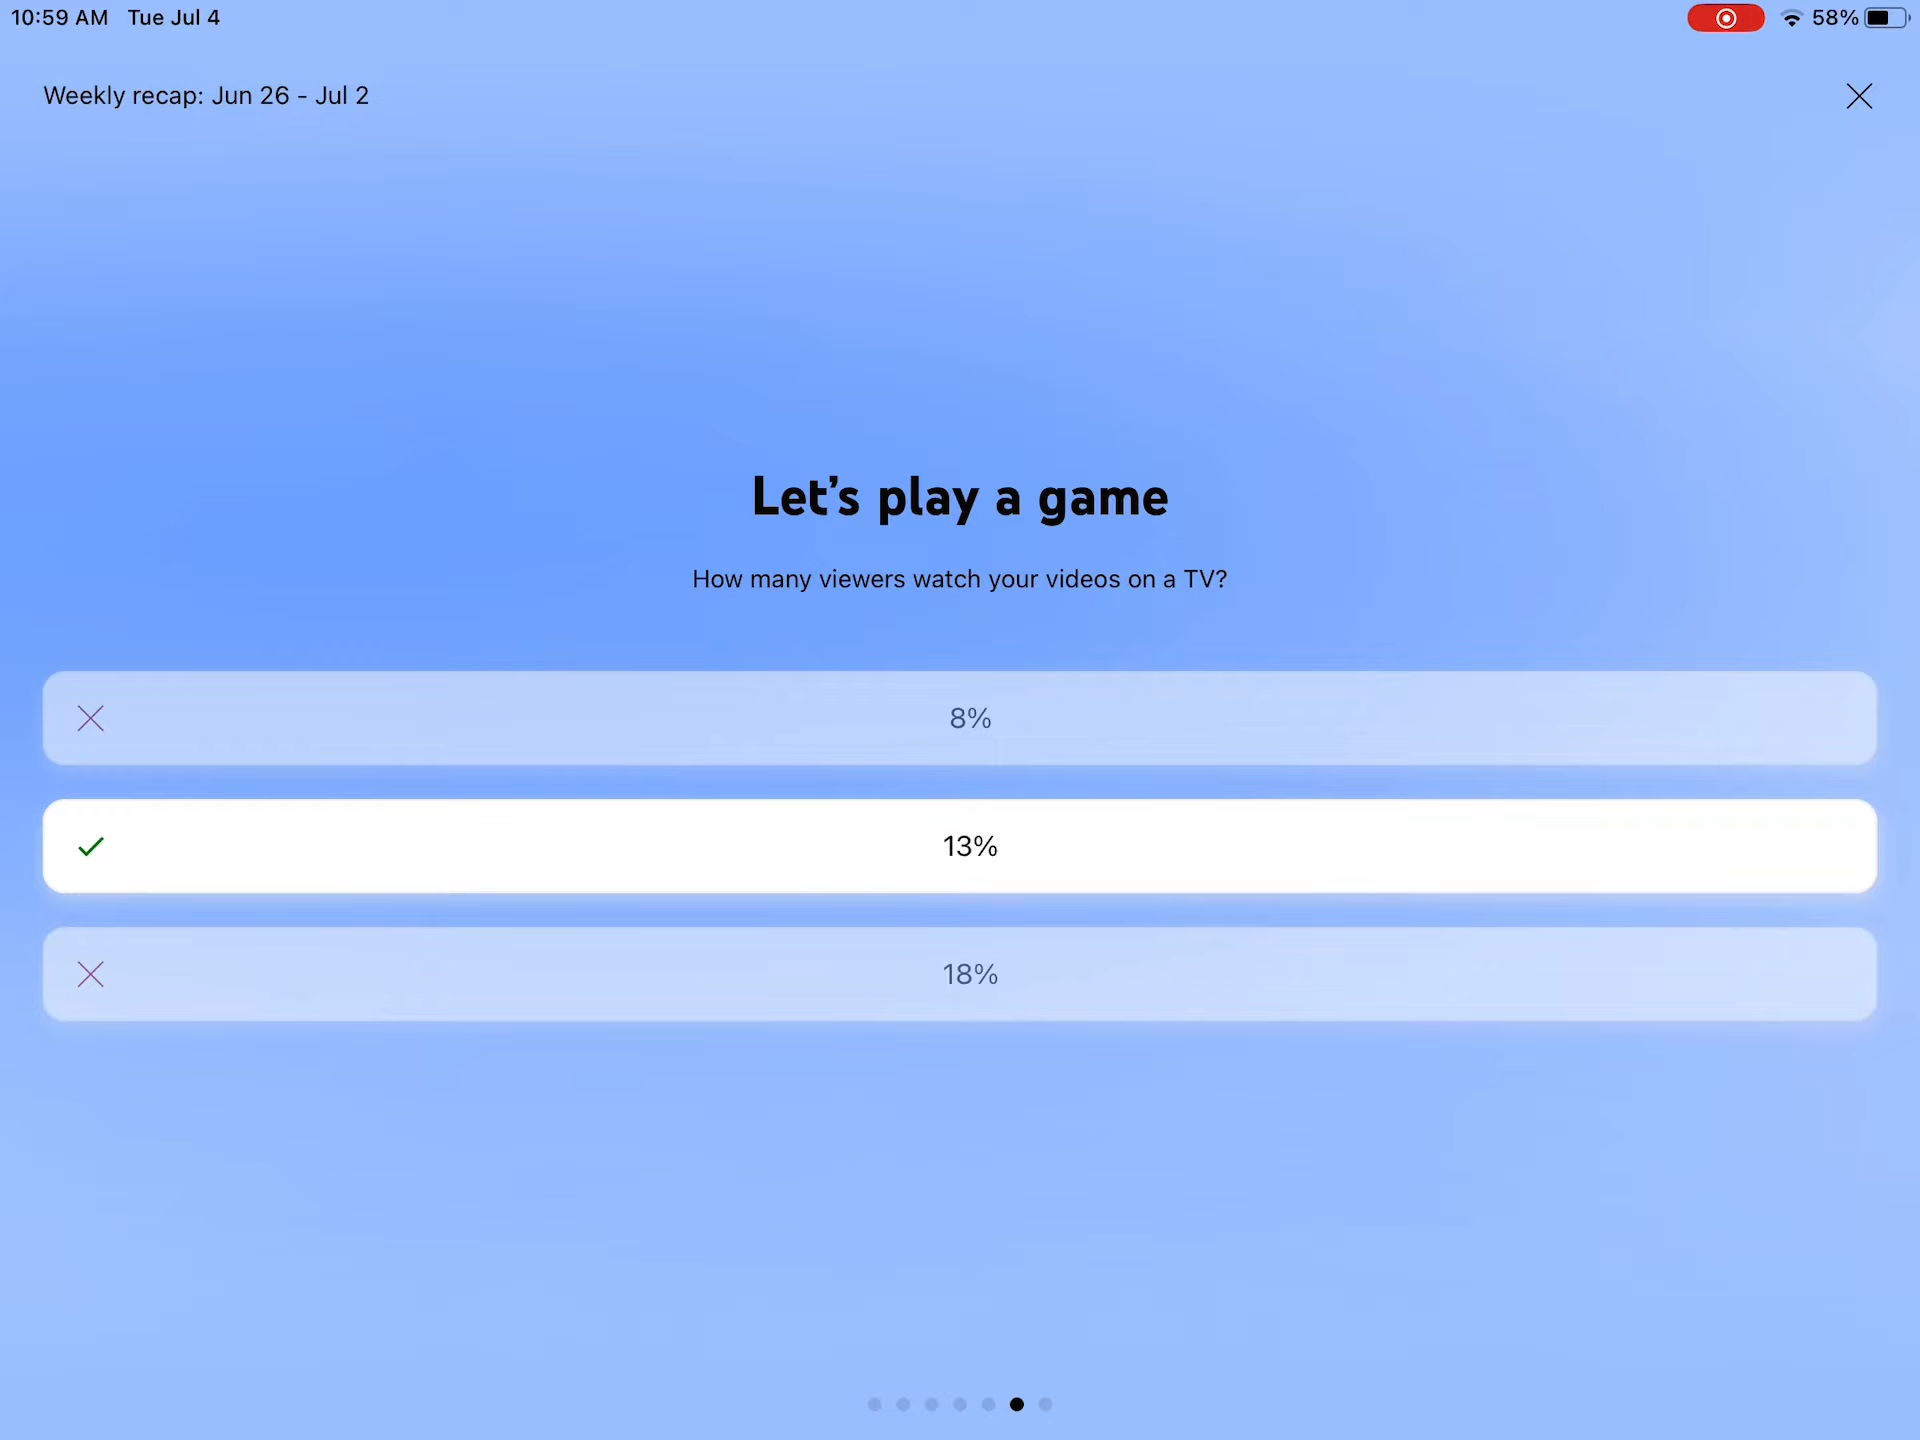 10:59 AM Tue Jul 4
58%
Weekly recap: Jun 26 - Jul 2
Let's play a game
How many viewers watch your videos on a TV?
8%
13%
18%